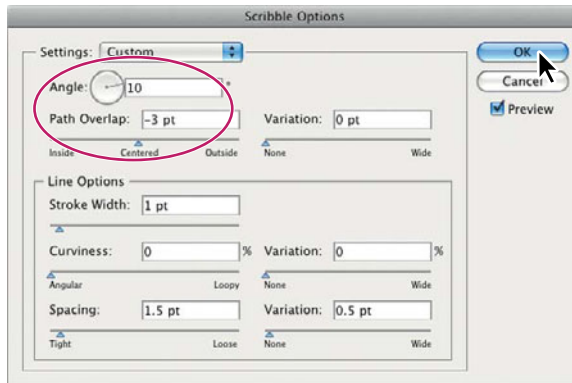 Scribble Options
Settings: Custom
OK
Cancel
Preview
Angle: 10 °
Path Overlap: -3 pt Variation: 0 pt
Inside Centered Outside None Wide
Line Options
Stroke Width: 1 pt
Curviness: 0 % Variation: 0 %
Angular Loopy None Wide
Spacing: 1.5 pt Variation: 0.5 pt
Tight Loose None Wide